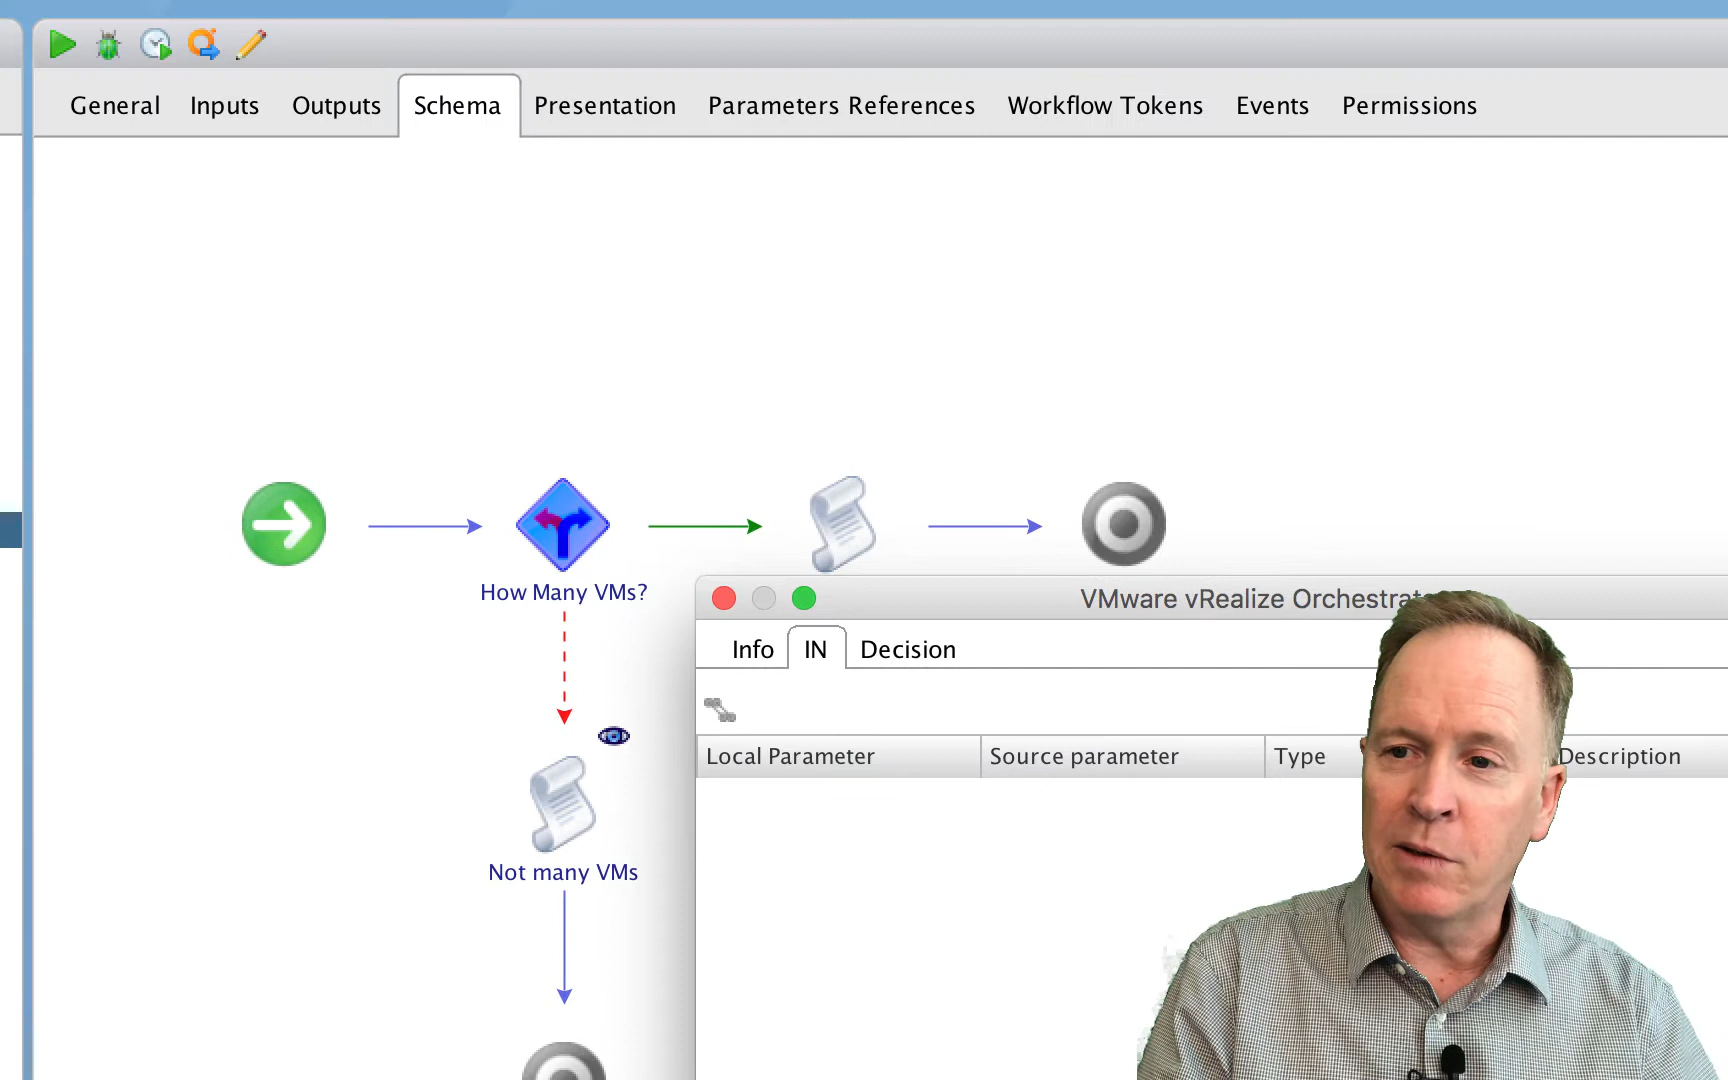 General Inputs Outputs Schema Presentation Parameters References Workflow Tokens Events Permissions
How Many VMs?
VMware vRealize Orchestrat
Info IN Decision
Local Parameter Source parameter Type Description
Not many VMs